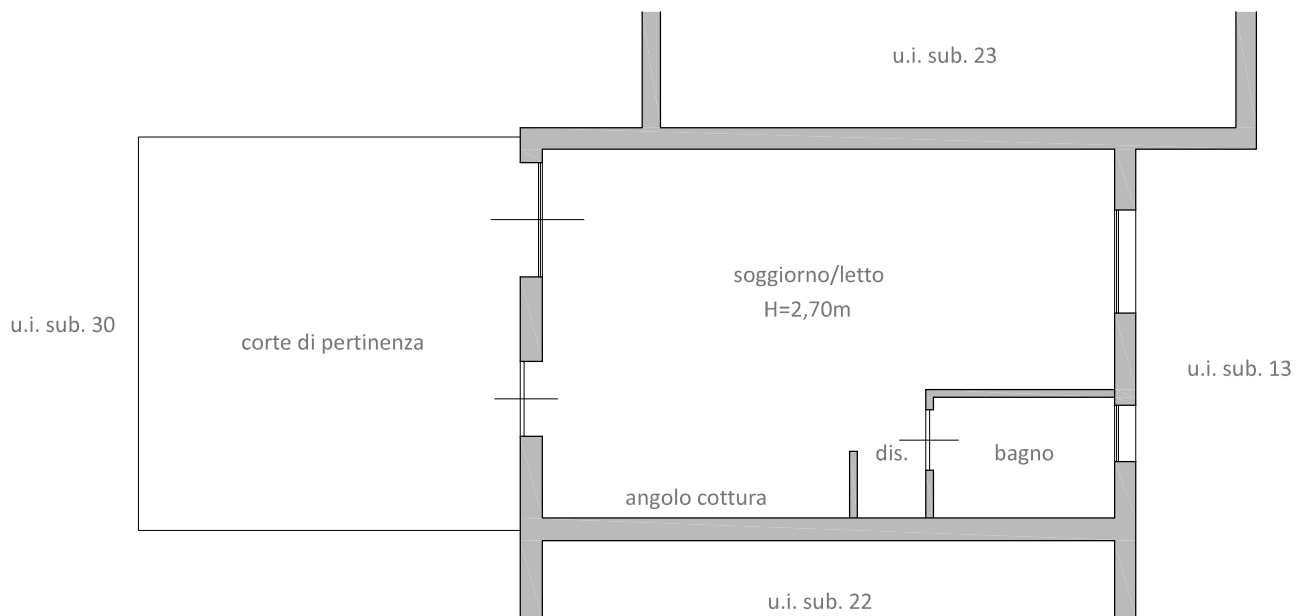 u.i. sub. 23
soggiorno/letto
H=2,70m
u.i. sub. 30
corte di pertinenza
u.i. sub. 13
dis.
bagno
angolo cottura
u.i. sub. 22